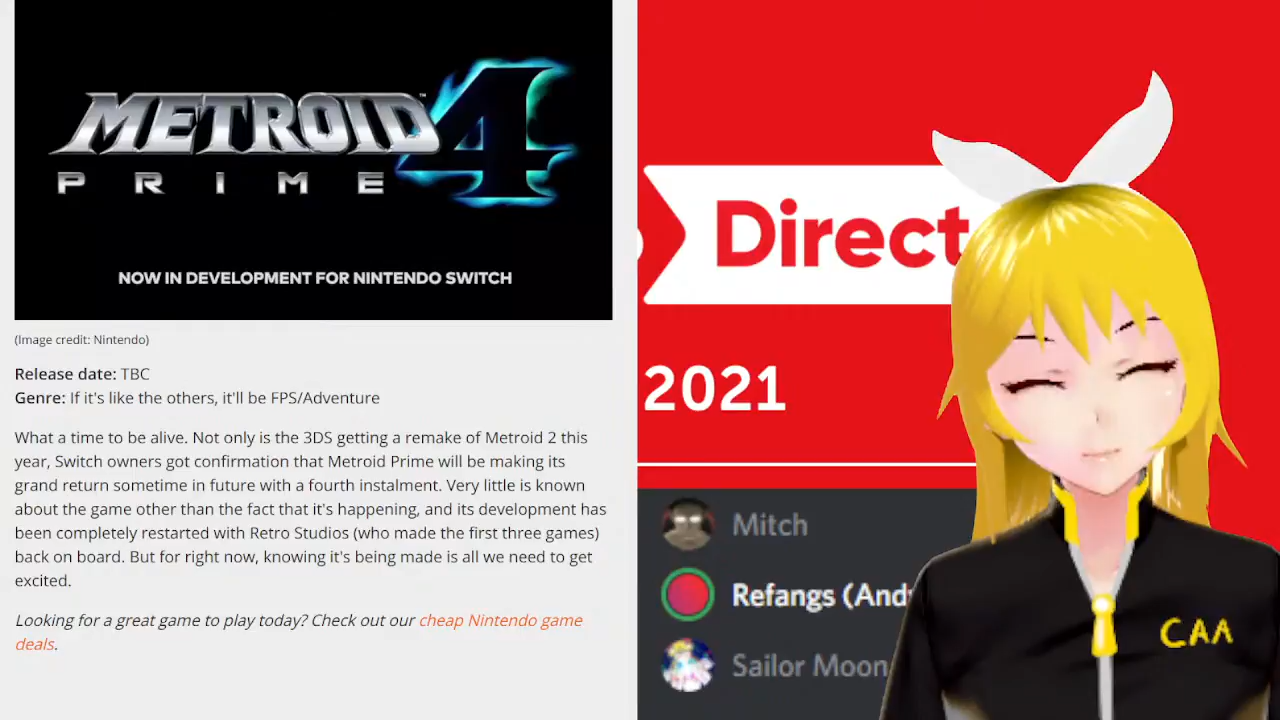 METROID™
PRIME 4
NOW IN DEVELOPMENT FOR NINTENDO SWITCH
(Image credit: Nintendo)
Release date: TBC
Genre: If it's like the others, it'll be FPS/Adventure
What a time to be alive. Not only is the 3DS getting a remake of Metroid 2 this
year, Switch owners got confirmation that Metroid Prime will be making its
grand return sometime in future with a fourth instalment. Very little is known
about the game other than the fact that it's happening, and its development has
been completely restarted with Retro Studios (who made the first three games)
back on board. But for right now, knowing it's being made is all we need to get
excited.
Looking for a great game to play today? Check out our cheap Nintendo game
deals.
Direct
2021
Mitch
Refangs (Andy
Sailor Moon
CAA